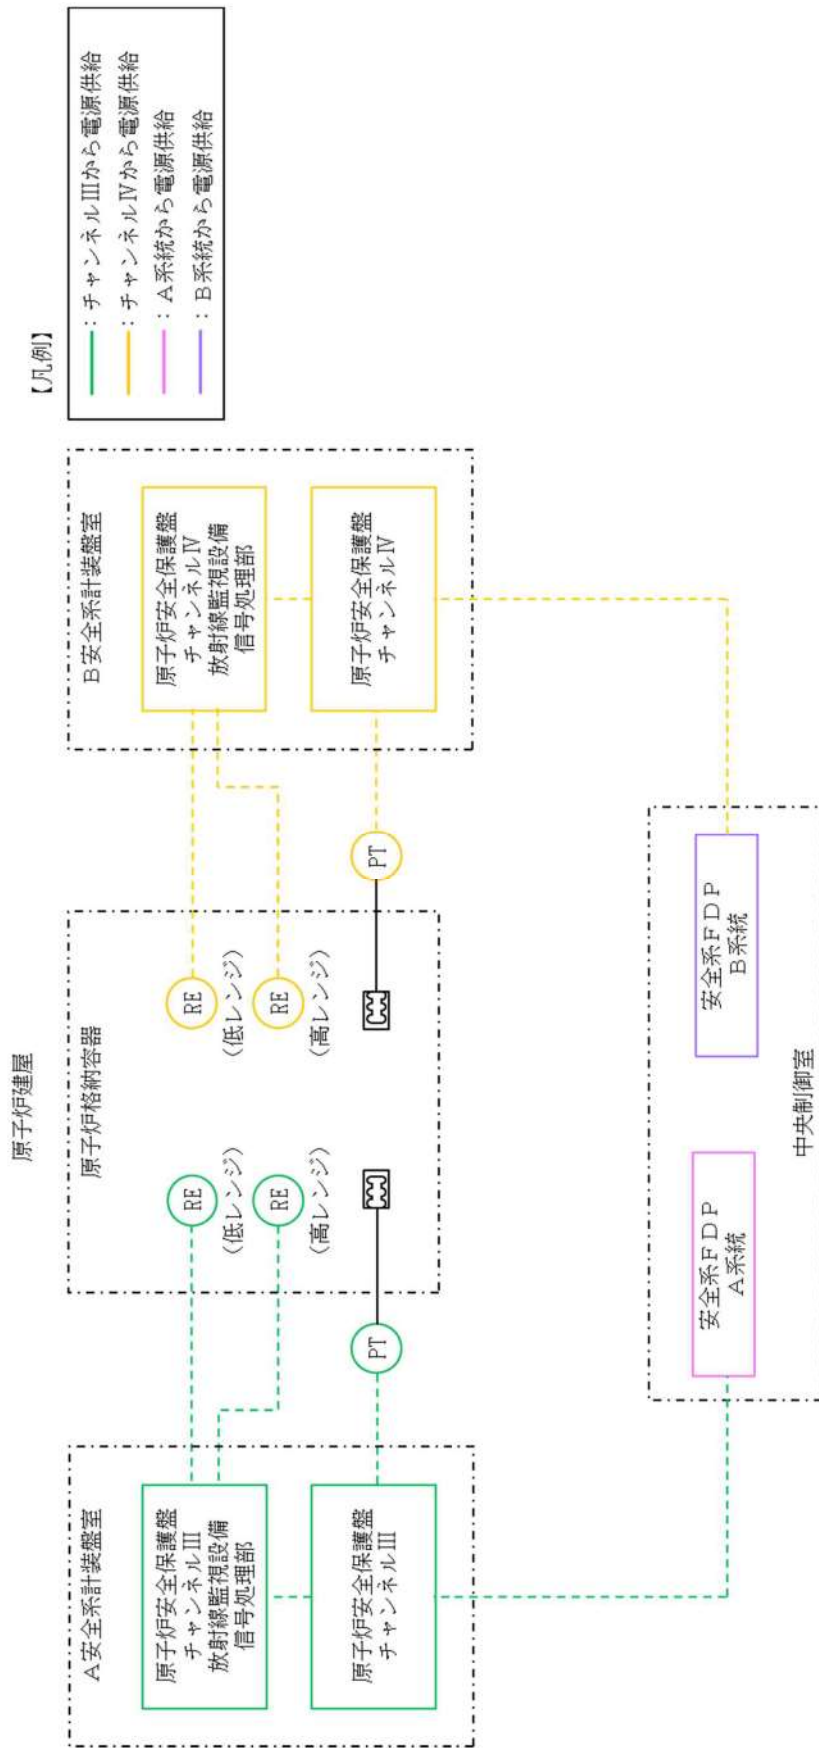 原子炉建屋
【凡例】
：チャンネルⅢから電源供給
：チャンネルⅣから電源供給
：A系統から電源供給
：B系統から電源供給
A安全系計装盤室
原子炉安全保護盤
チャンネルⅢ
放射線監視設備
信号処理部
原子炉安全保護盤
チャンネルⅢ
原子炉格納容器
RE
(低レンジ)
RE
(高レンジ)
PT
RE
(低レンジ)
RE
(高レンジ)
PT
B安全系計装盤室
原子炉安全保護盤
チャンネルⅣ
放射線監視設備
信号処理部
原子炉安全保護盤
チャンネルⅣ
安全系FDP
A系統
安全系FDP
B系統
中央制御室